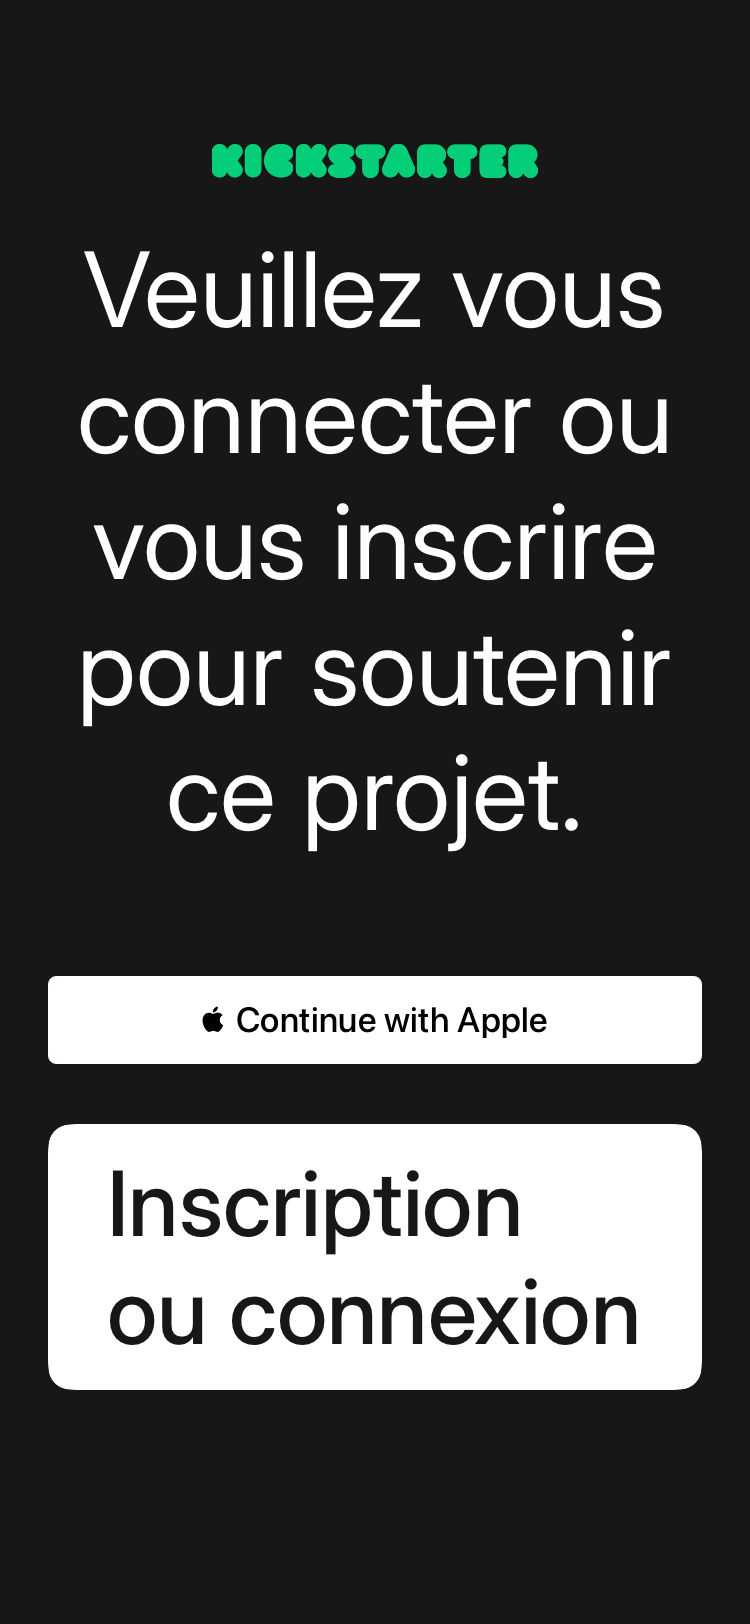 KICKSTARTER
Veuillez vous
connecter ou
vous inscrire
pour soutenir
ce projet.
Continue with Apple
Inscription
ou connexion